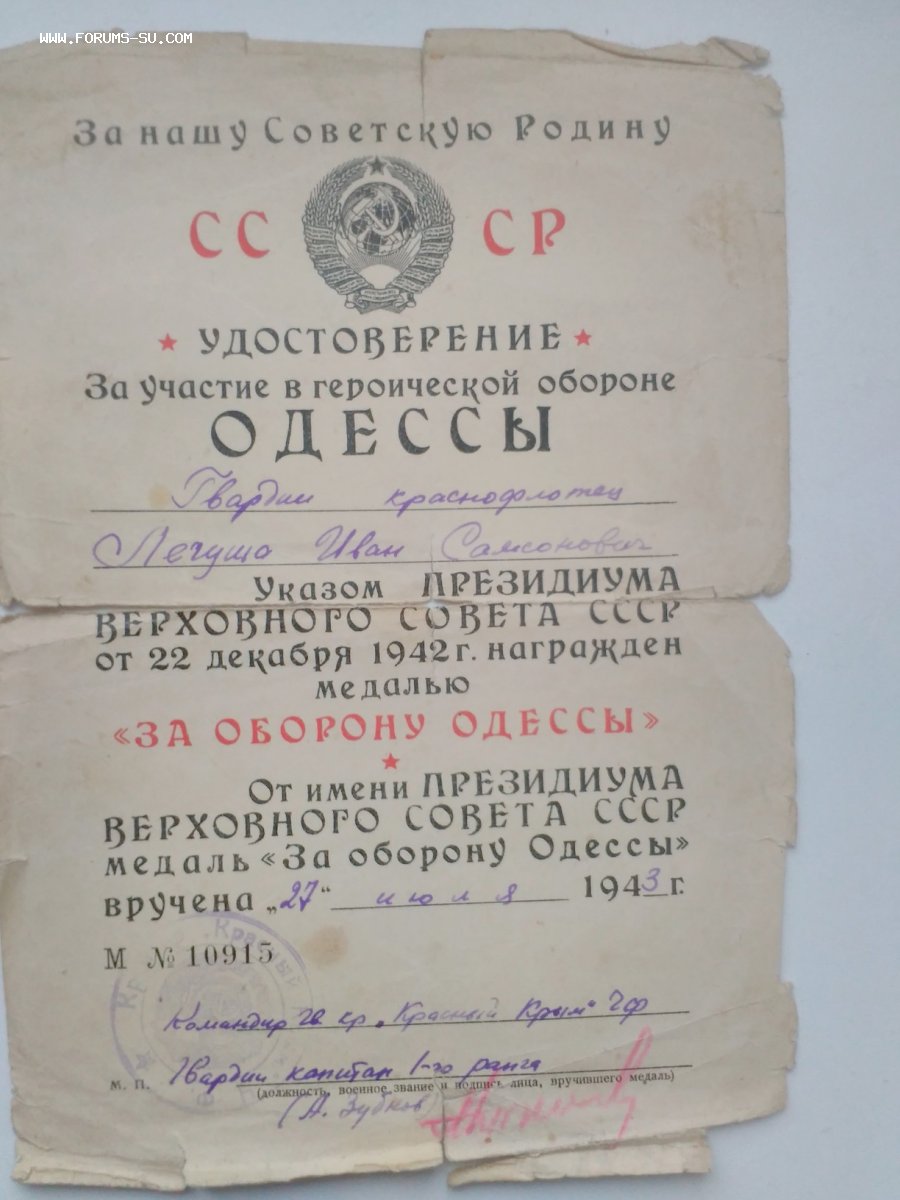 WWW.FORUMS-SU.COM
За нашу Советскую Родину
СС СР
УДОСТОВЕРЕНИЕ
За участие в героической обороне
ОДЕССЫ
Гвардии краснофлотец
Легуша Иван Самсонович
Указом ПРЕЗИДИУМА
ВЕРХОВНОГО СОВЕТА СССР
от 22 декабря 1942 г. награжден
медалью
«ЗА ОБОРОНУ ОДЕССЫ»
От имени ПРЕЗИДИУМА
ВЕРХОВНОГО СОВЕТА СССР
медаль «За оборону Одессы»
вручена „27“ июля 1943 г.
М № 10915
Красный
Командир гв кр „Красный Крым" ЧФ
Гвардии капитан 1-го ранга
М. П. (должность, военное звание и подпись лица, вручившего медаль)
(А. Зубков)